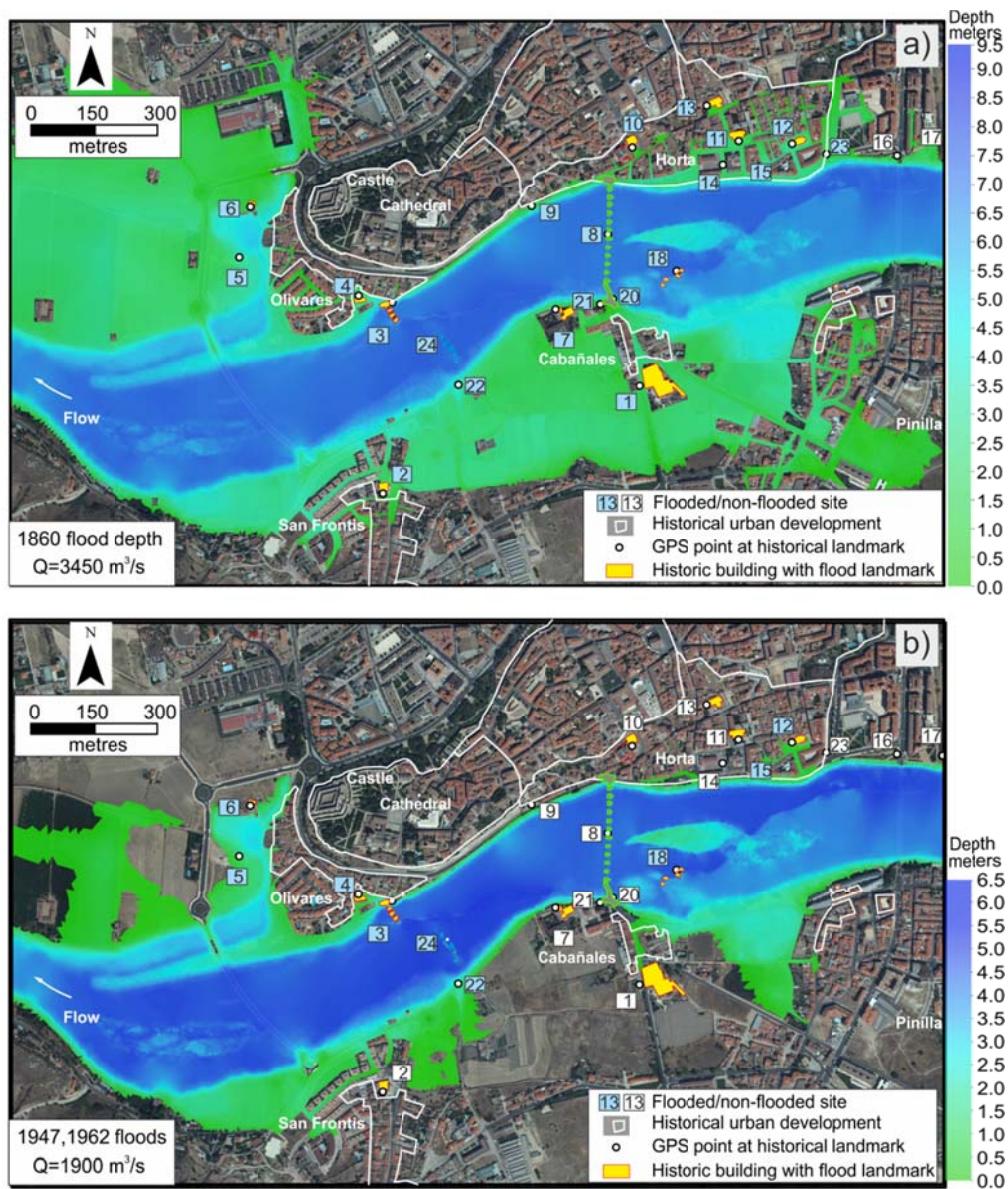 a)
Depth
meters
N
9.5
9.0
8.5
8.0
7.5
7.0
6.5
6.0
5.5
5.0
4.5
4.0
3.5
3.0
2.5
2.0
1.5
1.0
0.5
0.0
0 150 300
metres
13
10
11
12
17
Horta
23
16
Castle
14
15
Cathedral
6
9
8
5
18
Olivares
4
21
20
3
7
24
Cabañales
22
1
Flow
Pinilla
2
San Frontis
13 13 Flooded/non-flooded site
Historical urban development
GPS point at historical landmark
Historic building with flood landmark
1860 flood depth
Q=3450 m³/s
b)
N
0 150 300
metres
13
10
11
12
17
Horta
23
16
Castle
14
15
Cathedral
6
9
8
5
18
Depth
meters
6.5
6.0
5.5
5.0
4.5
4.0
3.5
3.0
2.5
2.0
1.5
1.0
0.5
0.0
Olivares
4
21
20
3
7
24
Cabañales
22
1
Flow
Pinilla
2
San Frontis
13 13 Flooded/non-flooded site
Historical urban development
GPS point at historical landmark
Historic building with flood landmark
1947,1962 floods
Q=1900 m³/s